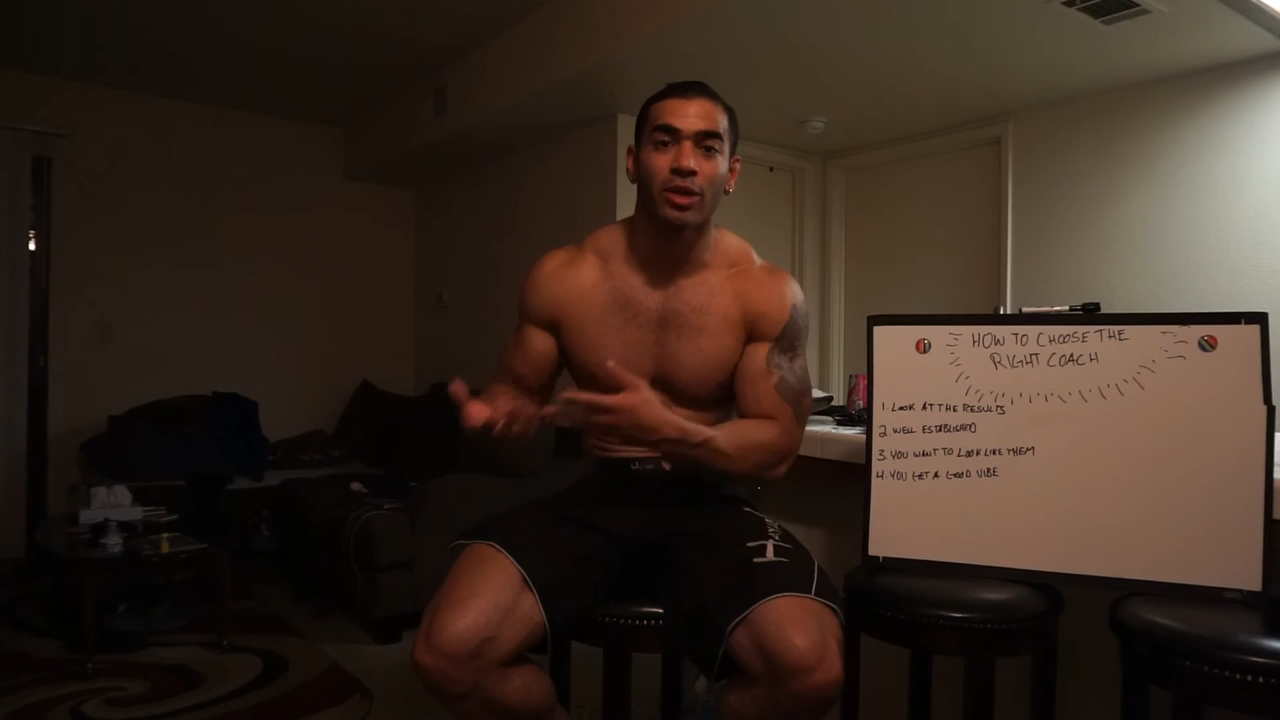 HOW TO CHOOSE THE
RIGHT COACH
1. LOOK AT THE RESULTS
2. WELL ESTABLISHED
3. YOU WANT TO LOOK LIKE THEM
4. YOU GET A GOOD VIBE